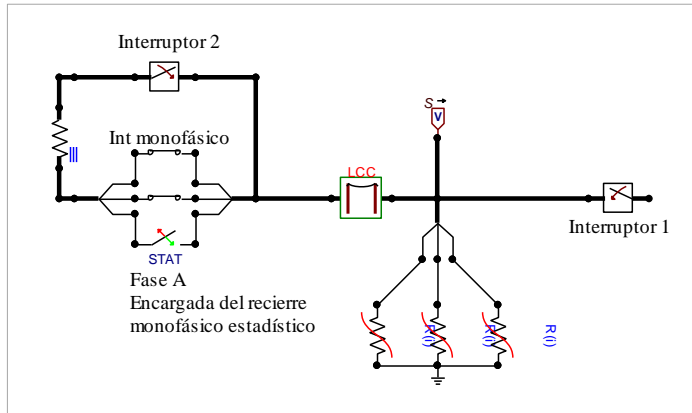 Interruptor 2
Int monofásico
S
V
LCC
Interruptor 1
STAT
Fase A
Encargada del recierre
monofásico estadístico
R(i)
R(i)
R(i)